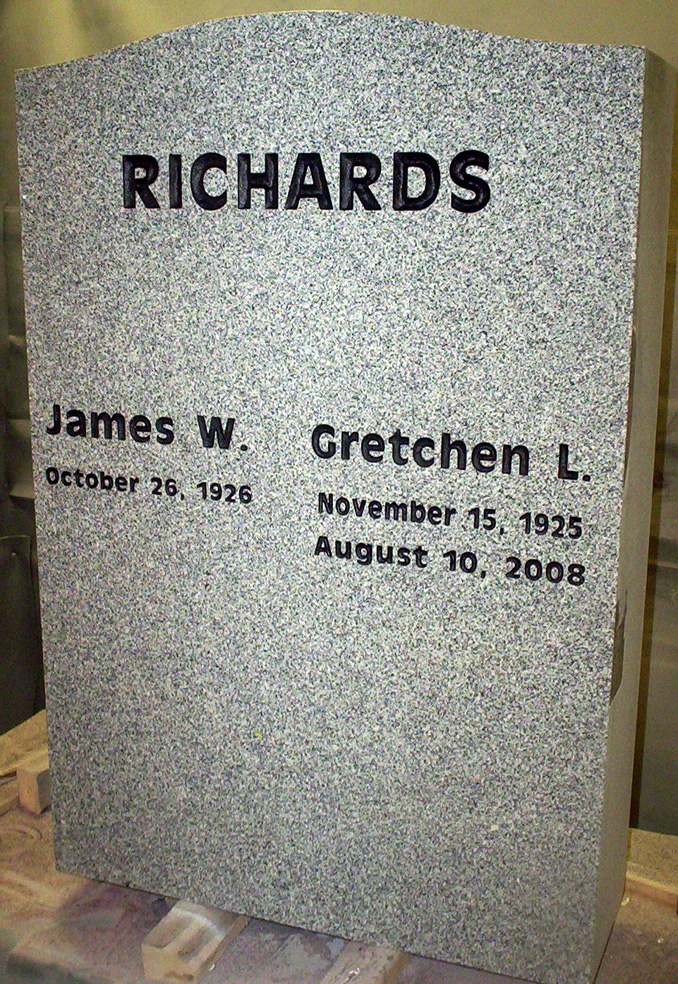 RICHARDS
James W.
October 26, 1926
Gretchen L.
November 15, 1925
August 10, 2008